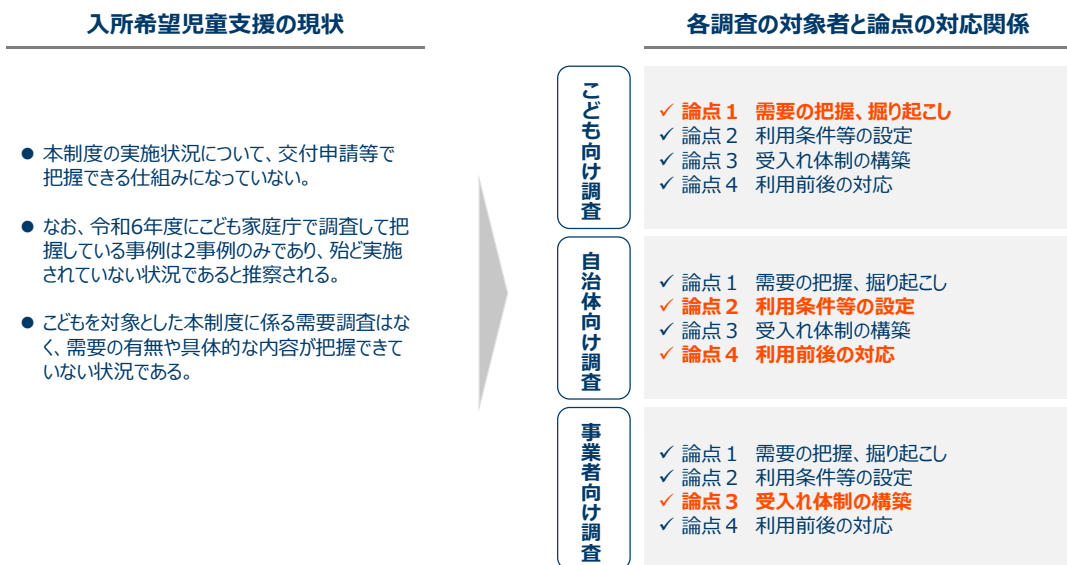 入所希望児童支援の現状
● 本制度の実施状況について、交付申請等で
把握できる仕組みになっていない。
● なお、令和6年度にこども家庭庁で調査して把
握している事例は2事例のみであり、殆ど実施
されていない状況であると推察される。
● こどもを対象とした本制度に係る需要調査はな
く、需要の有無や具体的な内容が把握できて
いない状況である。
各調査の対象者と論点の対応関係
こども向け調査
✓ 論点1 需要の把握、掘り起こし
✓ 論点2 利用条件等の設定
✓ 論点3 受入れ体制の構築
✓ 論点4 利用前後の対応
自治体向け調査
✓ 論点1 需要の把握、掘り起こし
✓ 論点2 利用条件等の設定
✓ 論点3 受入れ体制の構築
✓ 論点4 利用前後の対応
事業者向け調査
✓ 論点1 需要の把握、掘り起こし
✓ 論点2 利用条件等の設定
✓ 論点3 受入れ体制の構築
✓ 論点4 利用前後の対応